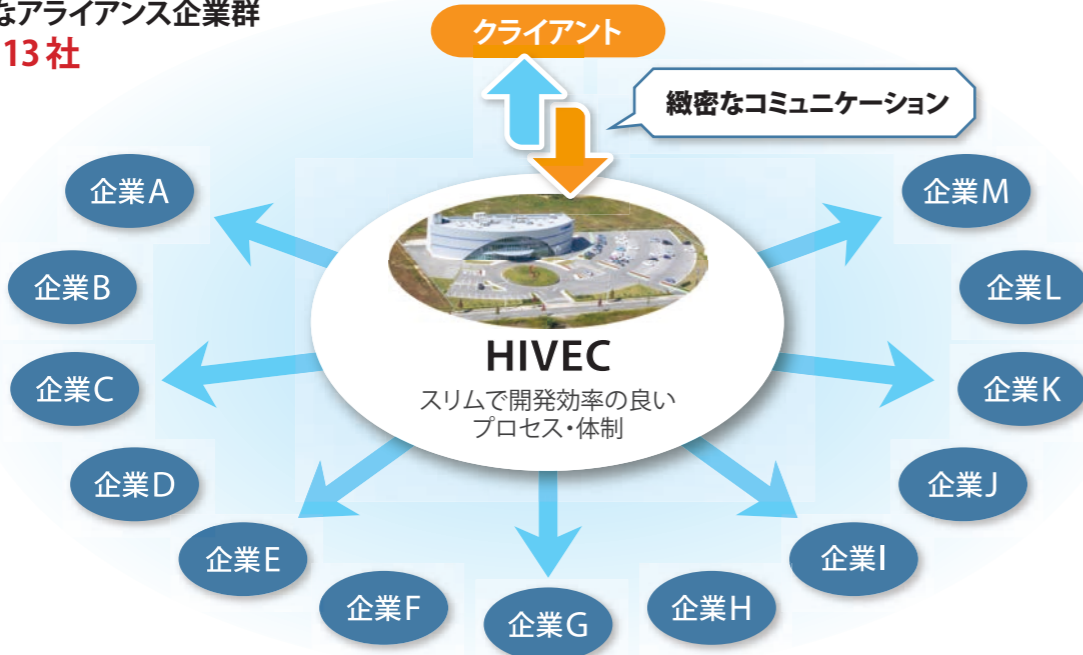 なアライアンス企業群
13社
クライアント
緻密なコミュニケーション
企業A
企業M
企業B
企業L
HIVEC
スリムで開発効率の良い
プロセス・体制
企業C
企業K
企業D
企業J
企業E
企業I
企業F
企業H
企業G